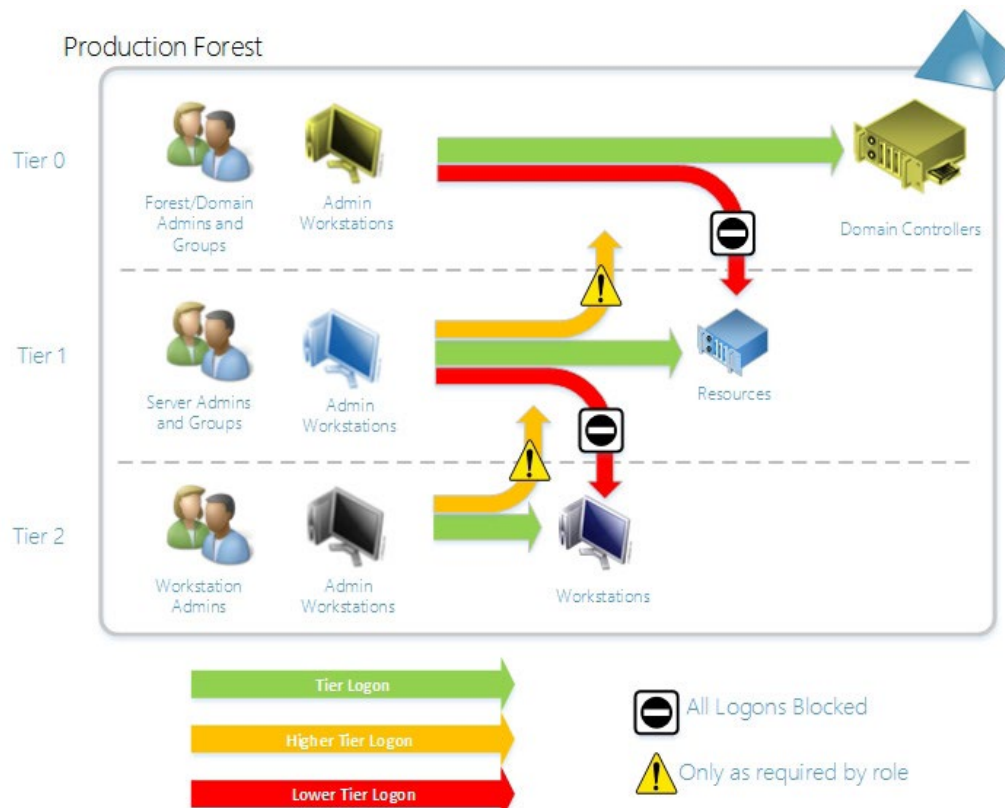 Production Forest
Tier 0
Forest/Domain
Admins and
Groups
Admin
Workstations
Domain Controllers
Tier 1
Server Admins
and Groups
Admin
Workstations
Resources
Tier 2
Workstation
Admins
Admin
Workstations
Workstations
Tier Logon
Higher Tier Logon
Lower Tier Logon
All Logons Blocked
Only as required by role